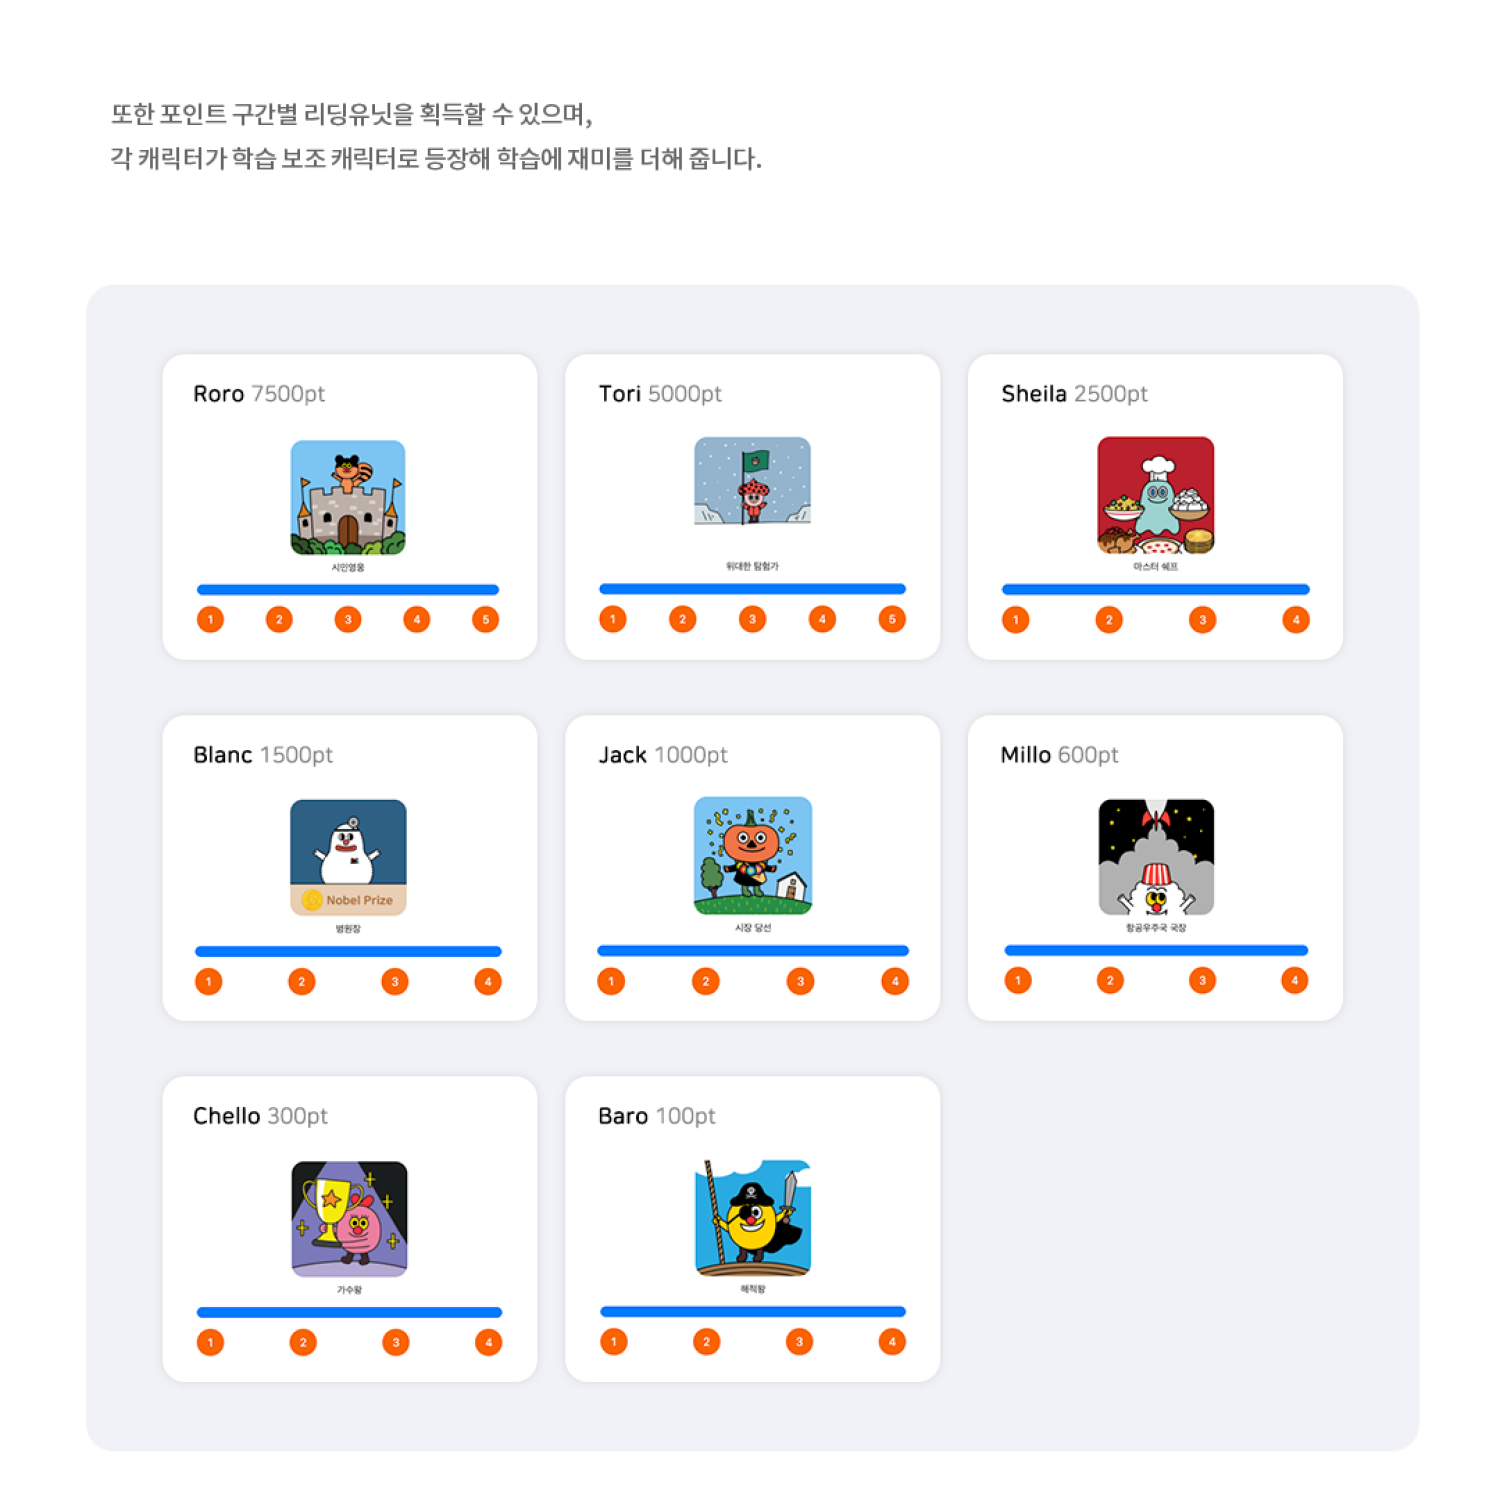 또한 포인트 구간별 리딩유닛을 획득할 수 있으며,
각 캐릭터가 학습 보조 캐릭터로 등장해 학습에 재미를 더해 줍니다.
Roro 7500pt
시민영웅
1 2 3 4 5
Tori 5000pt
위대한 탐험가
1 2 3 4 5
Sheila 2500pt
마스터 쉐프
1 2 3 4
Blanc 1500pt
Nobel Prize
병원장
1 2 3 4
Jack 1000pt
시장 당선
1 2 3 4
Millo 600pt
항공우주국 국장
1 2 3 4
Chello 300pt
가수왕
1 2 3 4
Baro 100pt
해적왕
1 2 3 4